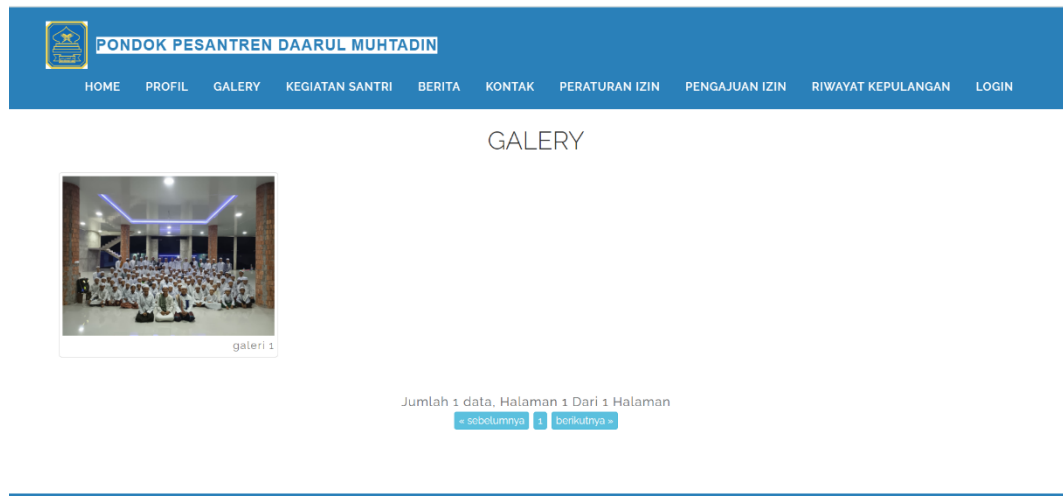 PONDOK PESANTREN DAARUL MUHTADIN
HOME PROFIL GALERY KEGIATAN SANTRI BERITA KONTAK PERATURAN IZIN PENGAJUAN IZIN RIWAYAT KEPULANGAN LOGIN
GALERY
galeri 1
Jumlah 1 data, Halaman 1 Dari 1 Halaman
« sebelumnya 1 berikutnya »